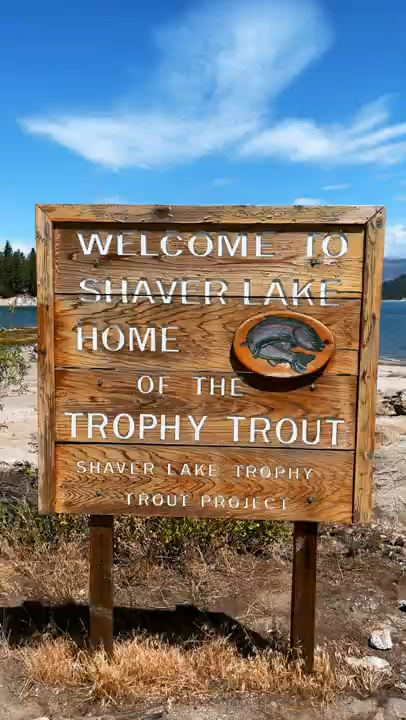 WELCOME TO
SHAVER LAKE
HOME
OF THE
TROPHY TROUT
SHAVER LAKE TROPHY
TROUT PROJECT